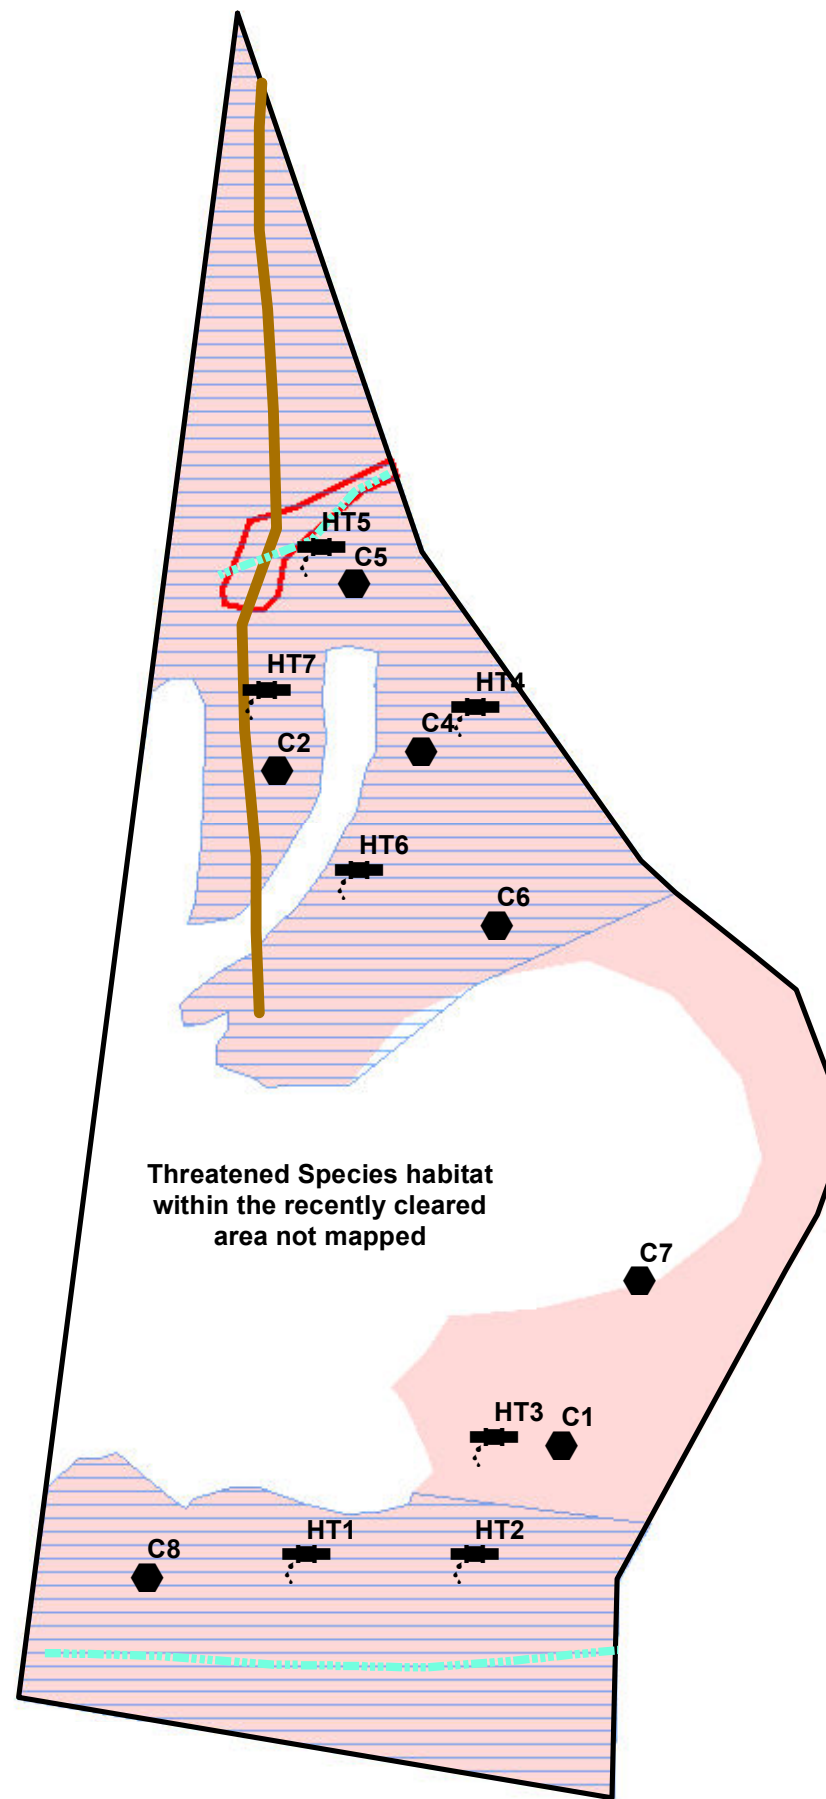 HT5
C5
HT7
HT4
C4
C2
HT6
C6
Threatened Species habitat
within the recently cleared
area not mapped
C7
HT3
C1
HT1
HT2
C8